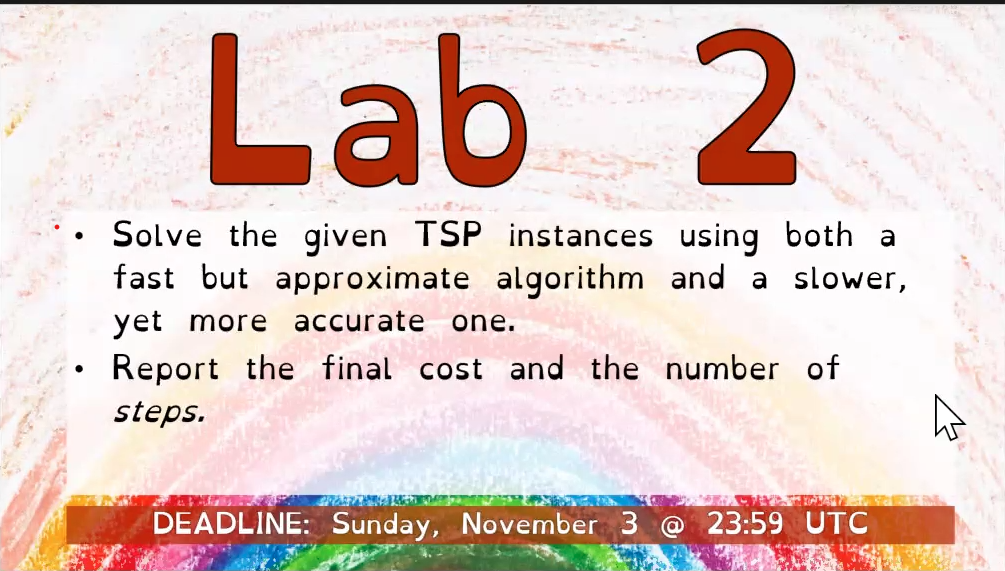 Lab 2
• Solve the given TSP instances using both a
fast but approximate algorithm and a slower,
yet more accurate one.
• Report the final cost and the number of
steps.
DEADLINE: Sunday, November 3 @ 23:59 UTC